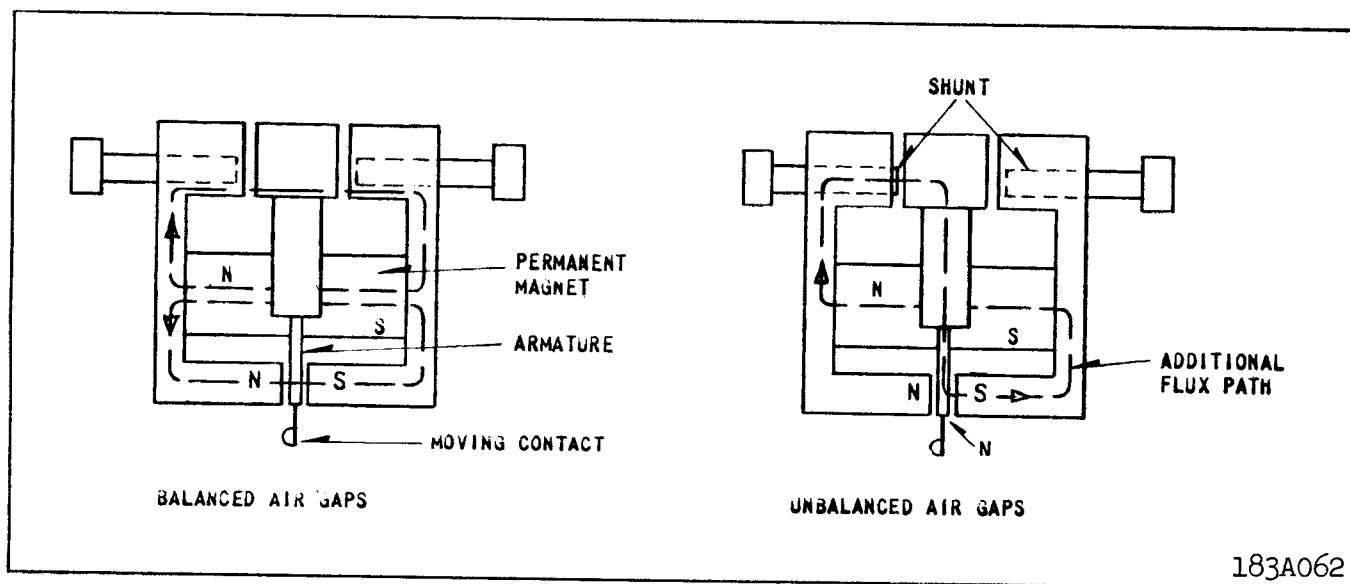 N
S
N S
PERMANENT
MAGNET
ARMATURE
MOVING CONTACT
BALANCED AIR GAPS
SHUNT
N
S
N S
N
ADDITIONAL
FLUX PATH
UNBALANCED AIR GAPS
183A062